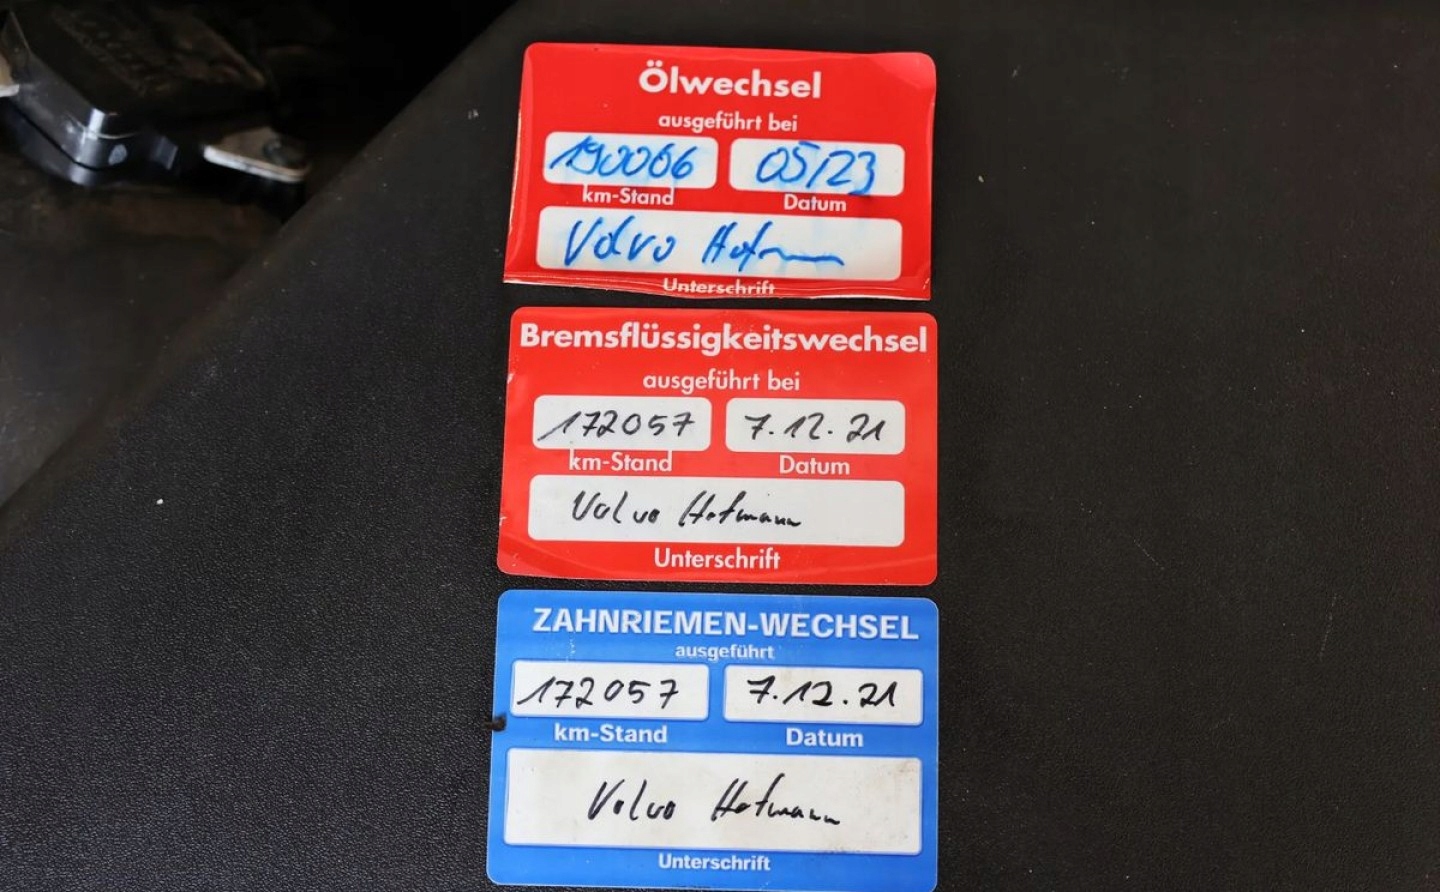 Ölwechsel
ausgeführt bei
190066 05/23
km-Stand Datum
Volvo Hofmann
Unterschrift
Bremsflüssigkeitswechsel
ausgeführt bei
172057 7.12.21
km-Stand Datum
Volvo Hofmann
Unterschrift
ZAHNRIEMEN-WECHSEL
ausgeführt
172057 7.12.21
km-Stand Datum
Volvo Hofmann
Unterschrift